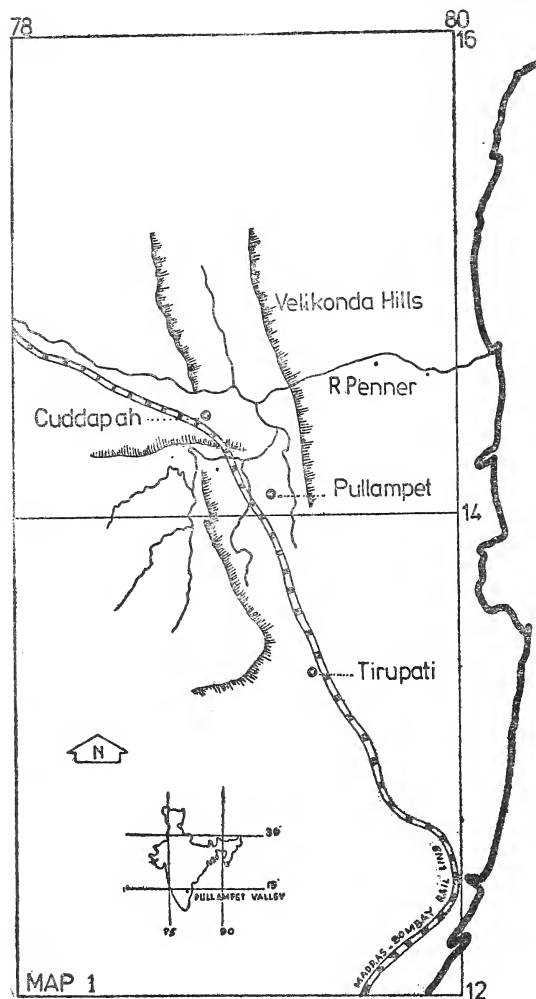 78
80
16
Velikonda Hills
R.Penner
Cuddapah
Pullampet
14
Tirupati
N
30°
15°
PULLAMPET VALLEY
75
90
MADRAS - BOMBAY RAIL LINE
MAP 1
12